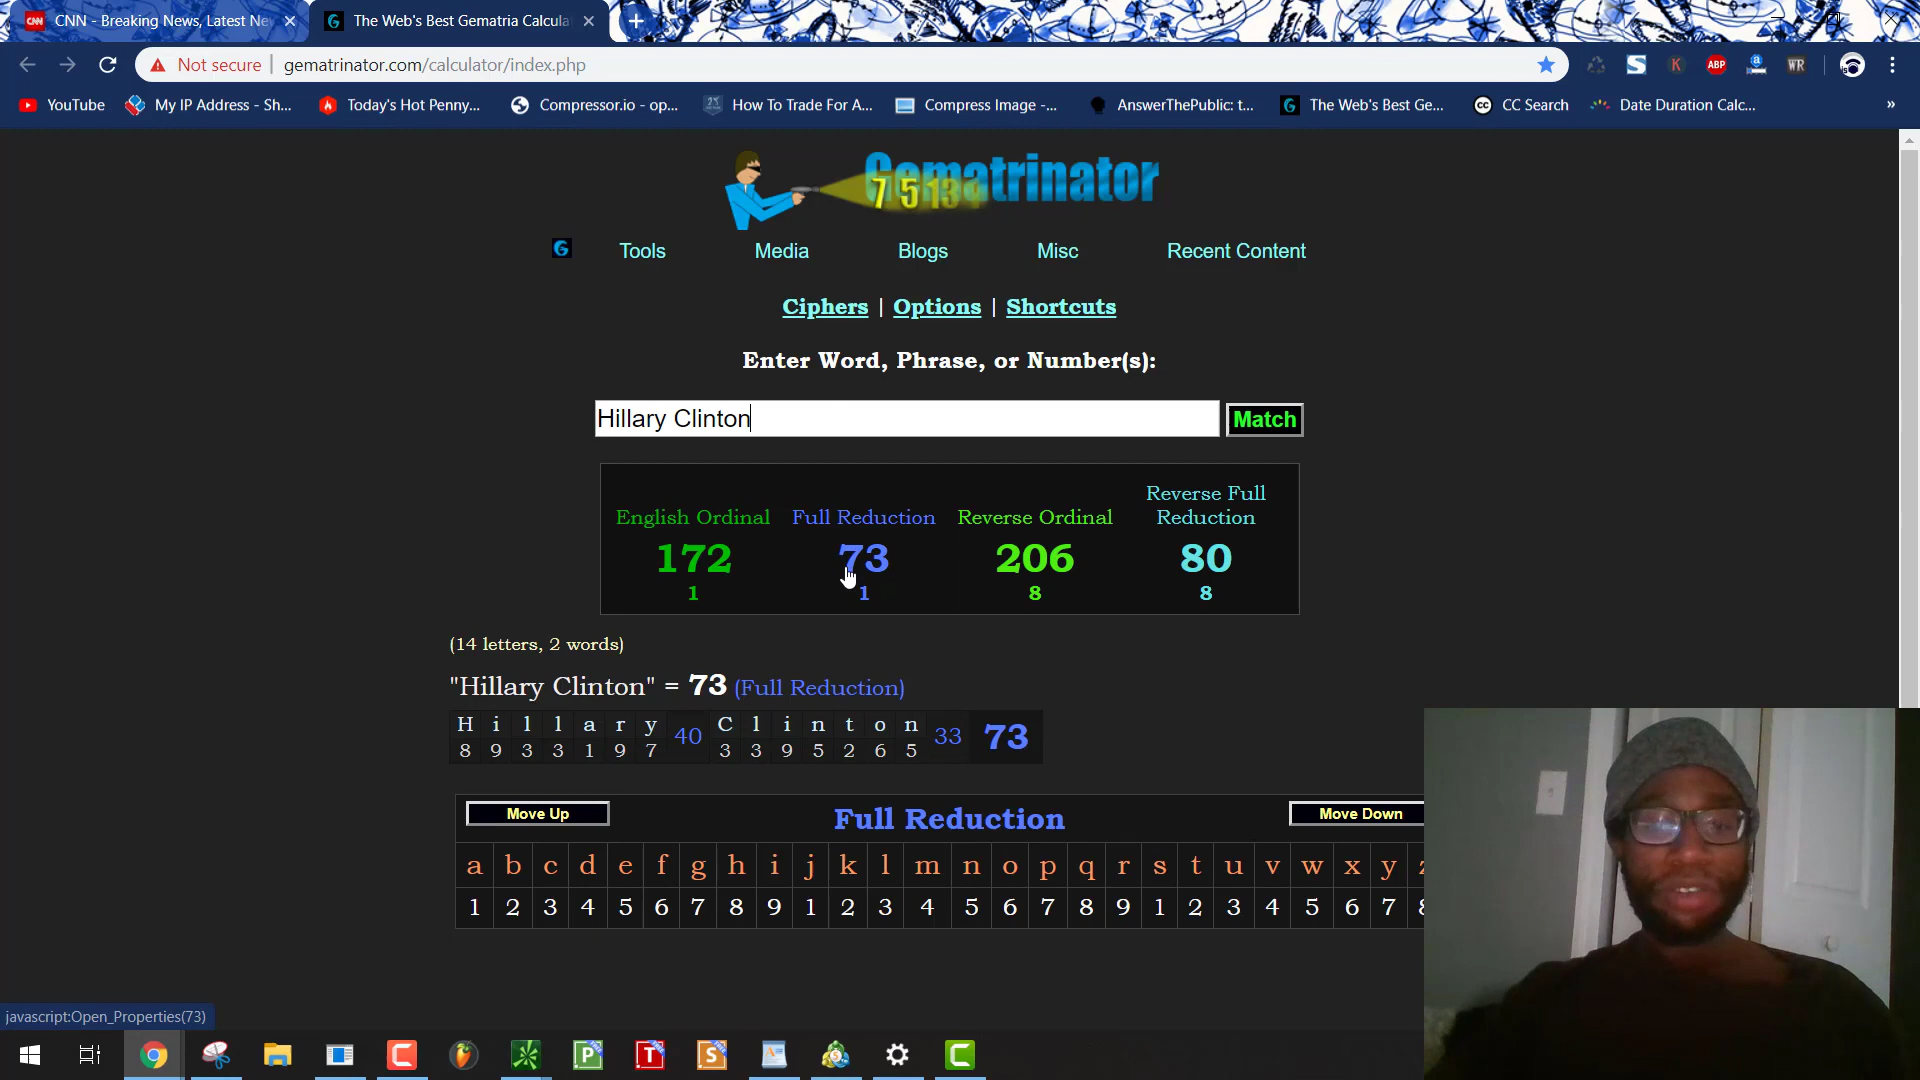 CNN - Breaking News, Latest Ne
The Web's Best Gematria Calcula
Not secure | gematrinator.com/calculator/index.php
YouTube My IP Address - Sh... Today's Hot Penny... Compressor.io - op... How To Trade For A... Compress Image -... AnswerThePublic: t... The Web's Best Ge... CC Search Date Duration Calc... »
Gematrinator
7 5 13
Tools Media Blogs Misc Recent Content
Ciphers | Options | Shortcuts
Enter Word, Phrase, or Number(s):
Hillary Clinton Match
English Ordinal Full Reduction Reverse Ordinal Reverse Full Reduction
172 73 206 80
1 1 8 8
(14 letters, 2 words)
"Hillary Clinton" = 73 (Full Reduction)
H i l l a r y 40 C l i n t o n 33 73
8 9 3 3 1 9 7 3 3 9 5 2 6 5
Move Up Full Reduction Move Down
a b c d e f g h i j k l m n o p q r s t u v w x y z
1 2 3 4 5 6 7 8 9 1 2 3 4 5 6 7 8 9 1 2 3 4 5 6 7 8
javascript:Open_Properties(73)